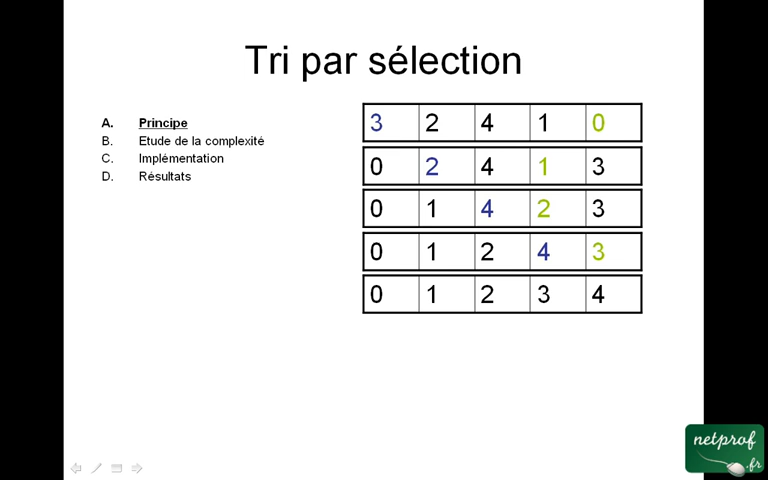 Tri par sélection
A. Principe
B. Etude de la complexité
C. Implémentation
D. Résultats
3 2 4 1 0
0 2 4 1 3
0 1 4 2 3
0 1 2 4 3
0 1 2 3 4
netprof
.fr